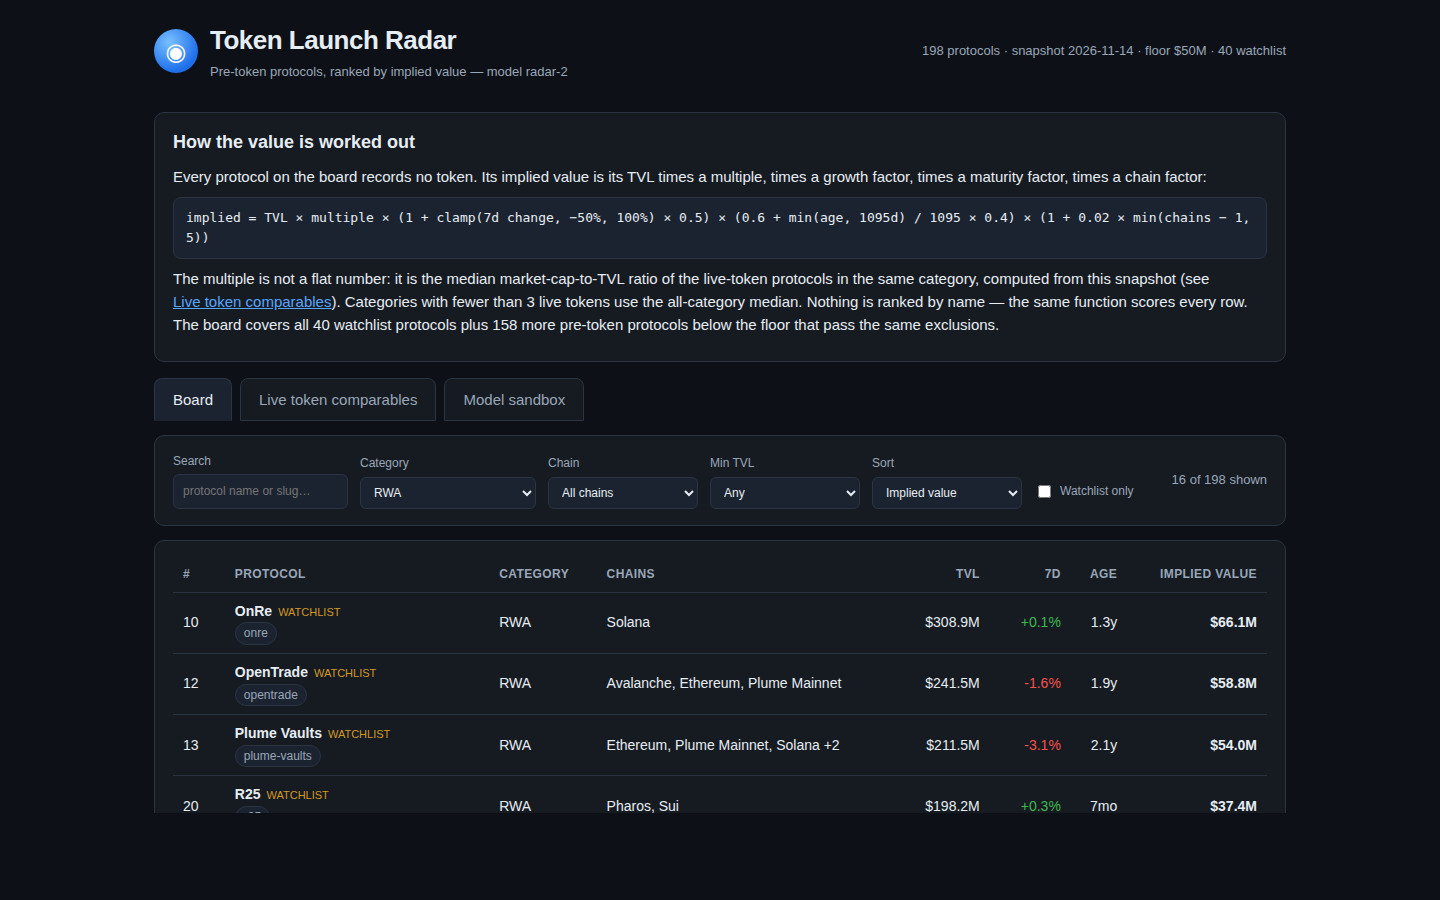 ◉
Token Launch Radar
Pre-token protocols, ranked by implied value — model radar-2
198 protocols · snapshot 2026-11-14 · floor $50M · 40 watchlist
How the value is worked out
Every protocol on the board records no token. Its implied value is its TVL times a multiple, times a growth factor, times a maturity factor, times a chain factor:
implied = TVL × multiple × (1 + clamp(7d change, −50%, 100%) × 0.5) × (0.6 + min(age, 1095d) / 1095 × 0.4) × (1 + 0.02 × min(chains − 1,
5))
The multiple is not a flat number: it is the median market-cap-to-TVL ratio of the live-token protocols in the same category, computed from this snapshot (see
Live token comparables). Categories with fewer than 3 live tokens use the all-category median. Nothing is ranked by name — the same function scores every row.
The board covers all 40 watchlist protocols plus 158 more pre-token protocols below the floor that pass the same exclusions.
Board
Live token comparables
Model sandbox
Search
Category
Chain
Min TVL
Sort
protocol name or slug…
RWA
All chains
Any
Implied value
Watchlist only
16 of 198 shown
# PROTOCOL CATEGORY CHAINS TVL 7D AGE IMPLIED VALUE
10 OnRe WATCHLIST RWA Solana $308.9M +0.1% 1.3y $66.1M
onre
12 OpenTrade WATCHLIST RWA Avalanche, Ethereum, Plume Mainnet $241.5M -1.6% 1.9y $58.8M
opentrade
13 Plume Vaults WATCHLIST RWA Ethereum, Plume Mainnet, Solana +2 $211.5M -3.1% 2.1y $54.0M
plume-vaults
20 R25 WATCHLIST RWA Pharos, Sui $198.2M +0.3% 7mo $37.4M